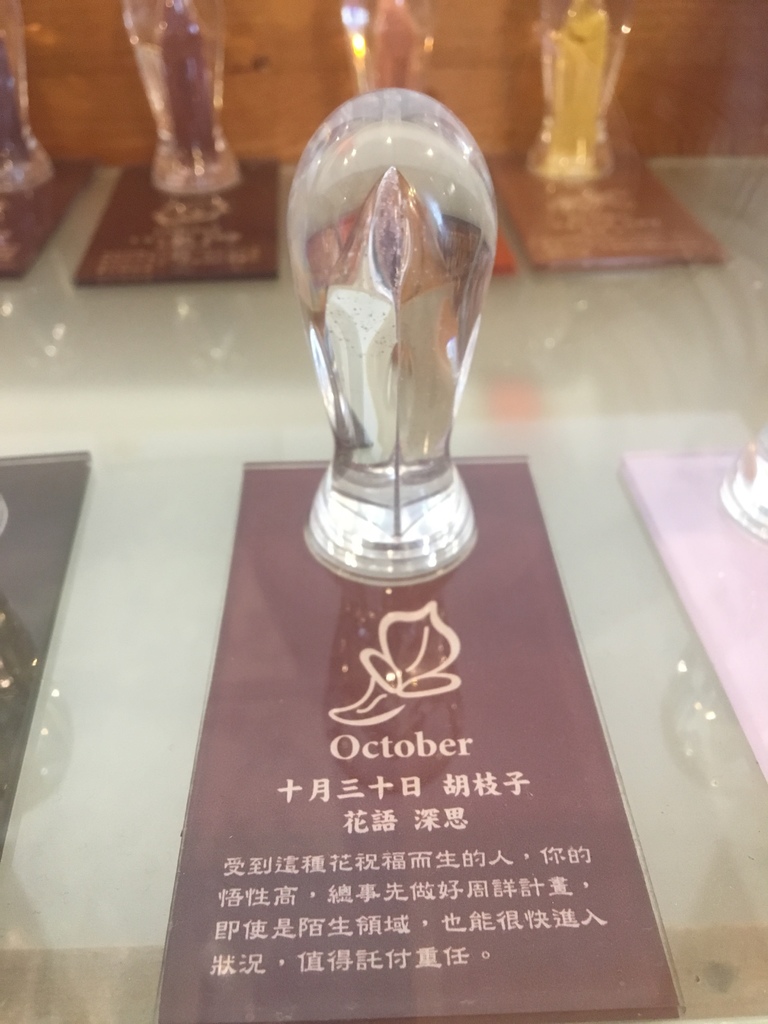 October
十月三十日 胡枝子
花語 深思
受到這種花祝福而生的人，你的
悟性高，總事先做好周詳計畫，
即使是陌生領域，也能很快進入
狀況，值得託付重任。